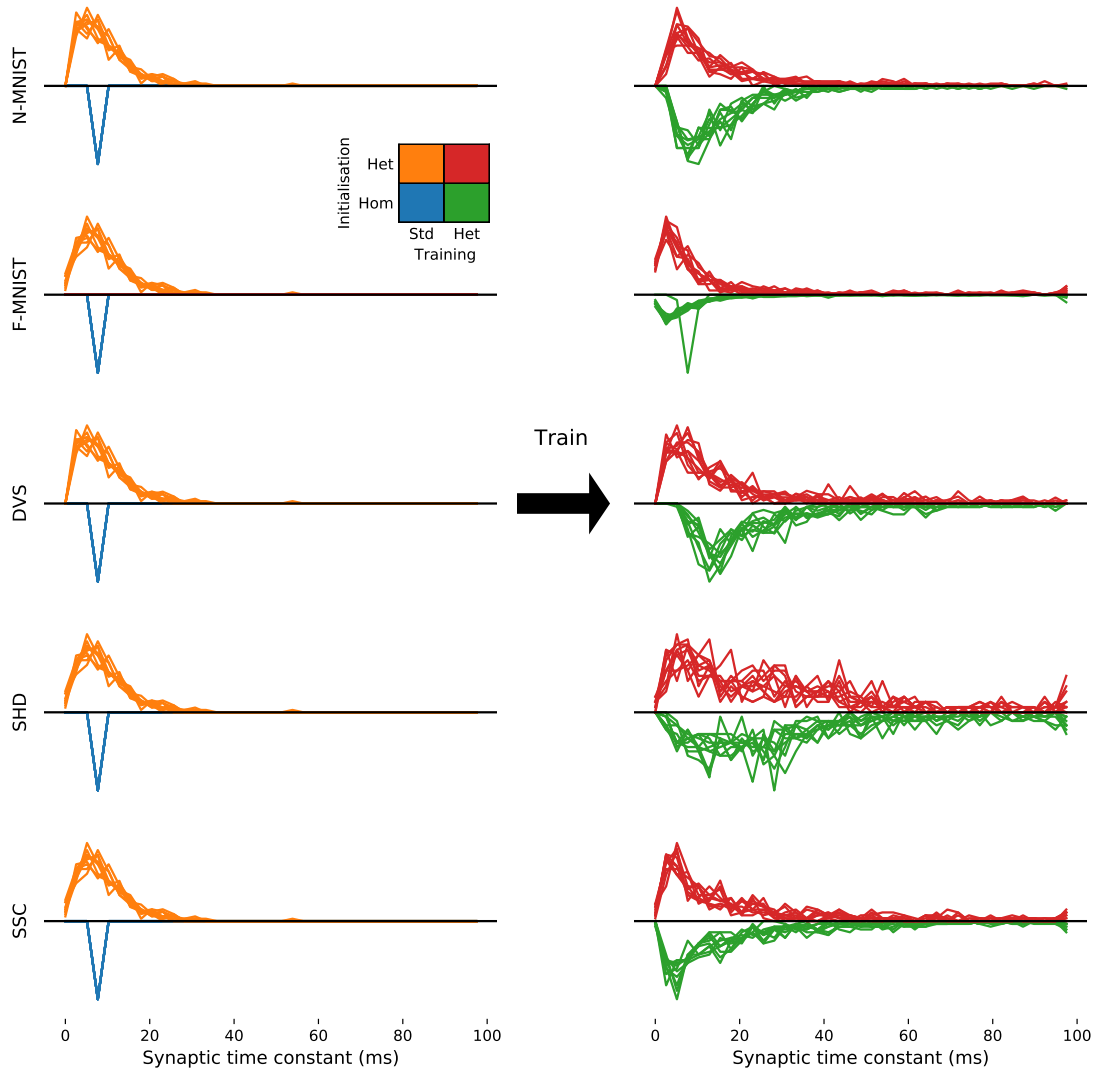 N-MNIST
Initialisation
Het
Hom
Std Het
Training
F-MNIST
Train
DVS
SHD
SSC
0 20 40 60 80 100
Synaptic time constant (ms)
0 20 40 60 80 100
Synaptic time constant (ms)